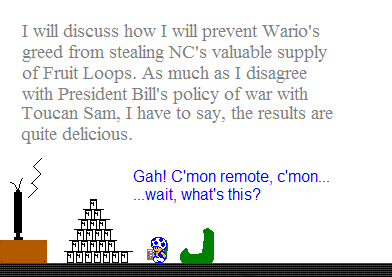 I will discuss how I will prevent Wario's
greed from stealing NC's valuable supply
of Fruit Loops. As much as I disagree
with President Bill's policy of war with
Toucan Sam, I have to say, the results are
quite delicious.
Gah! C'mon remote, c'mon...
...wait, what's this?